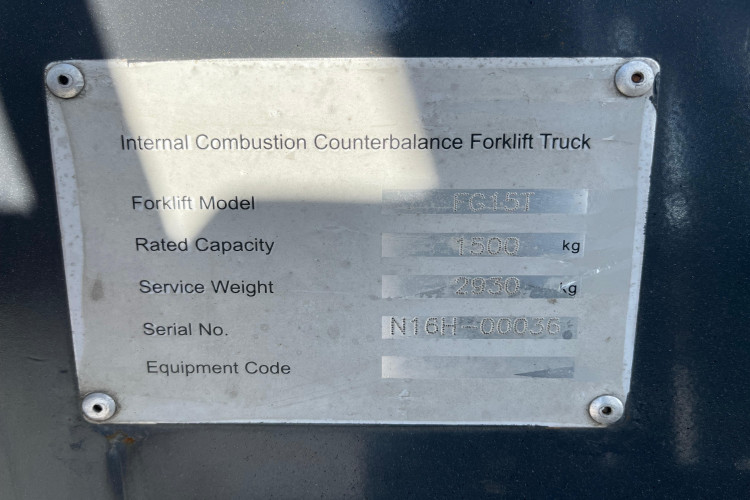 Internal Combustion Counterbalance Forklift Truck
Forklift Model FG15T
Rated Capacity 1500 kg
Service Weight 2930 kg
Serial No. N16H-00036
Equipment Code